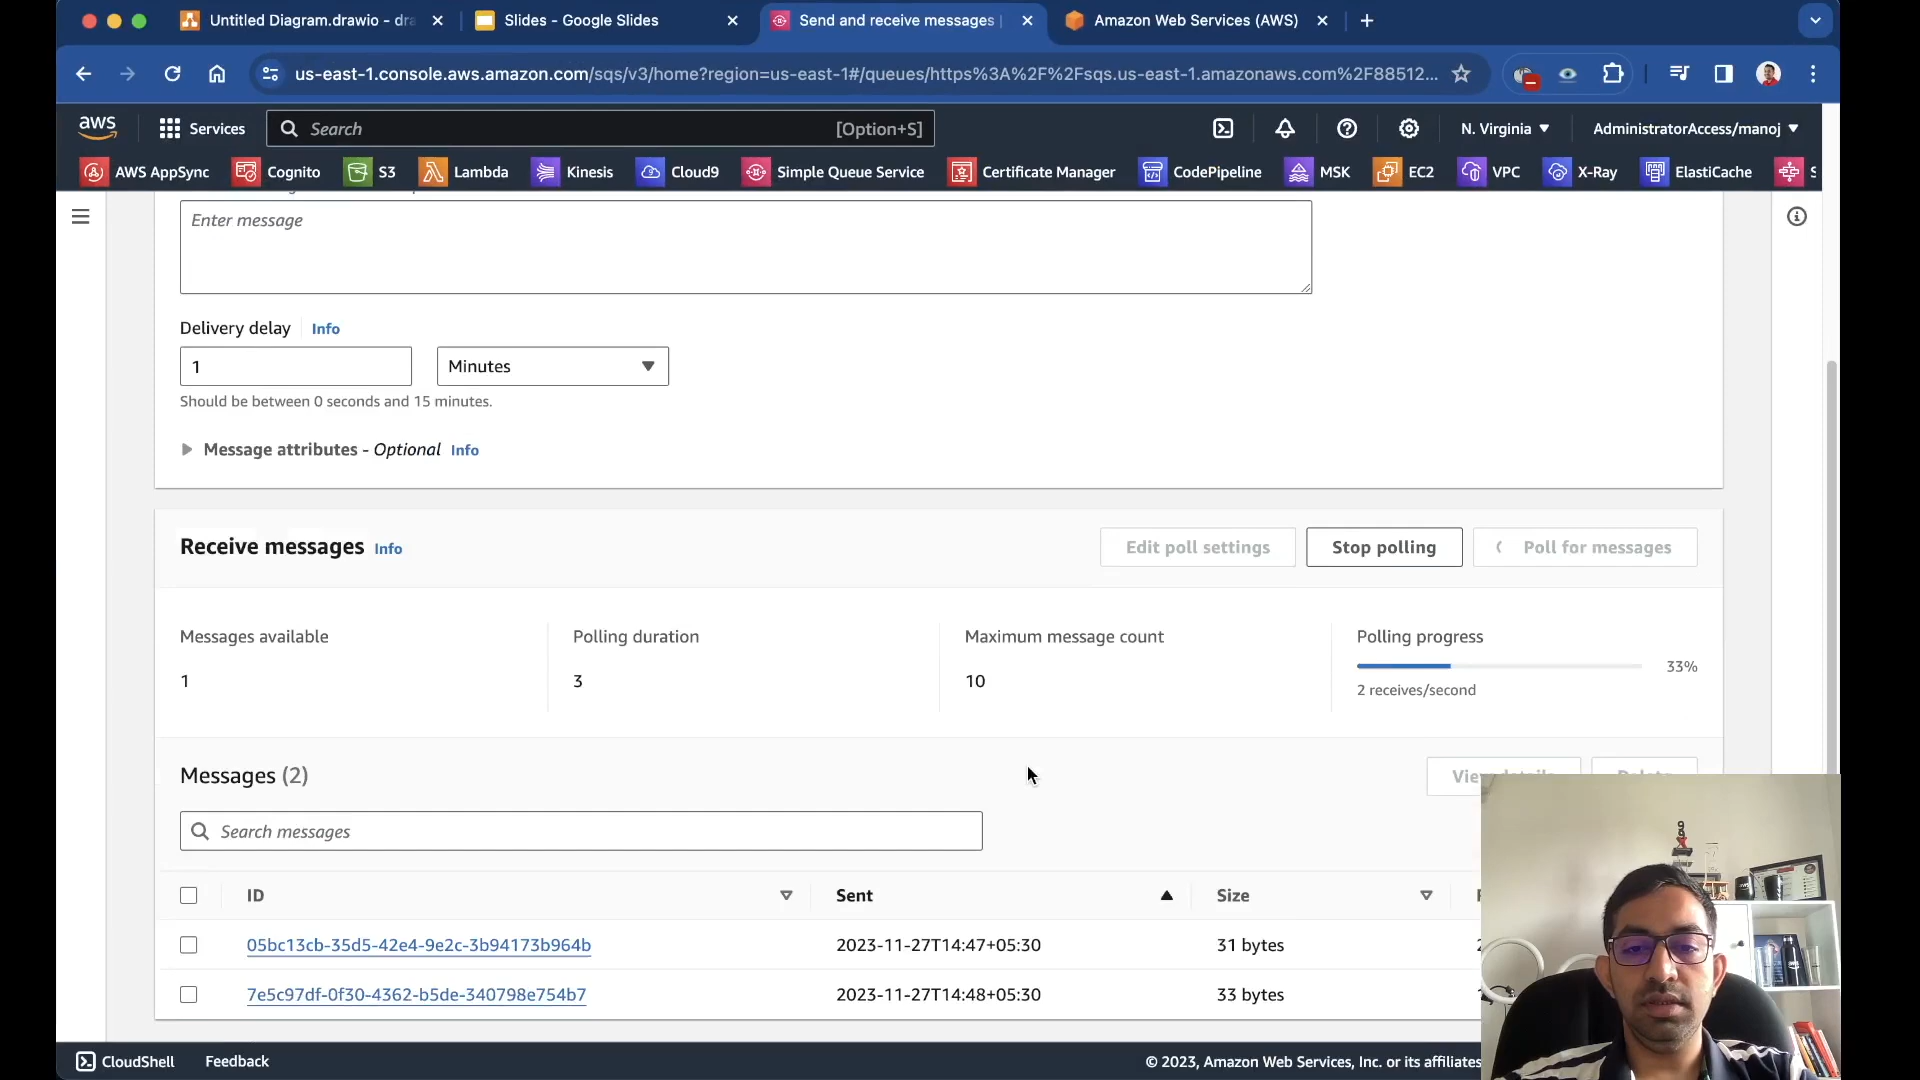 Untitled Diagram.drawio - dra
Slides - Google Slides
Send and receive messages
Amazon Web Services (AWS)
us-east-1.console.aws.amazon.com/sqs/v3/home?region=us-east-1#/queues/https%3A%2F%2Fsqs.us-east-1.amazonaws.com%2F88512...
aws
Services
Search
[Option+S]
N. Virginia
AdministratorAccess/manoj
AWS AppSync
Cognito
S3
Lambda
Kinesis
Cloud9
Simple Queue Service
Certificate Manager
CodePipeline
MSK
EC2
VPC
X-Ray
ElastiCache
Enter message
Delivery delay Info
1
Minutes
Should be between 0 seconds and 15 minutes.
Message attributes - Optional Info
Receive messages Info
Edit poll settings
Stop polling
Poll for messages
Messages available
1
Polling duration
3
Maximum message count
10
Polling progress
33%
2 receives/second
Messages (2)
Search messages
ID
Sent
Size
05bc13cb-35d5-42e4-9e2c-3b94173b964b
2023-11-27T14:47+05:30
31 bytes
7e5c97df-0f30-4362-b5de-340798e754b7
2023-11-27T14:48+05:30
33 bytes
CloudShell
Feedback
© 2023, Amazon Web Services, Inc. or its affiliates